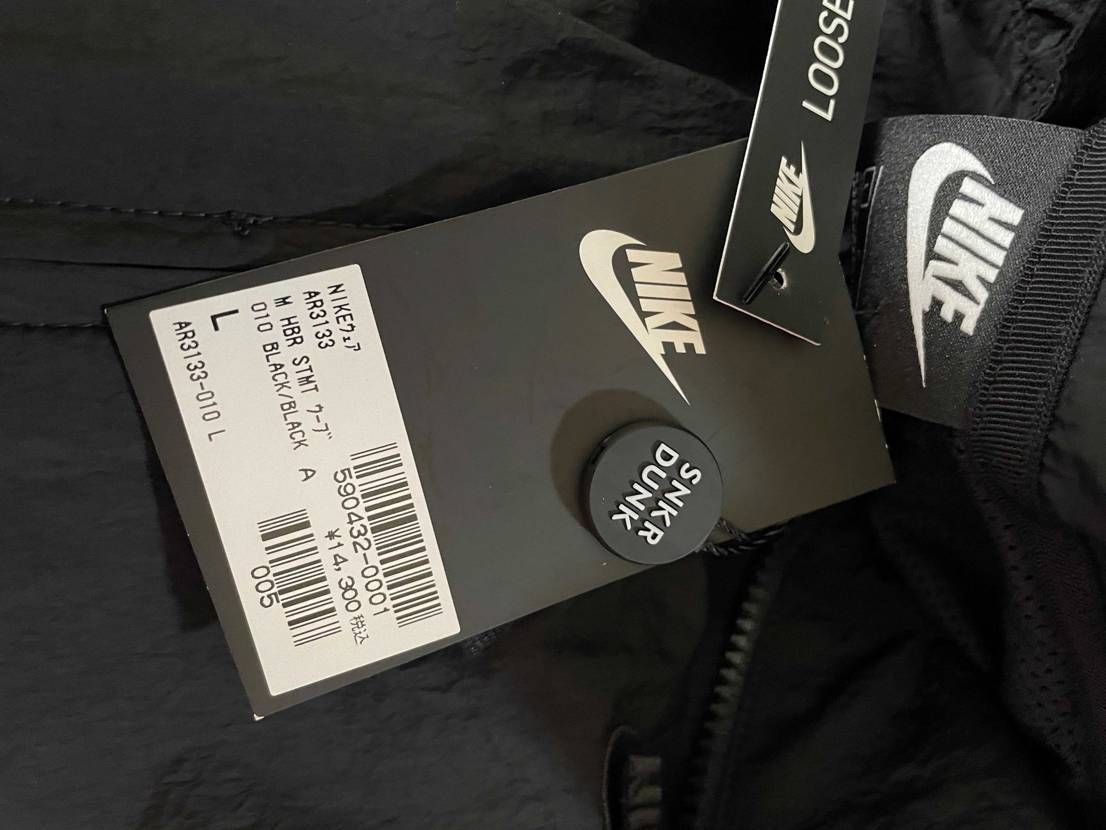 NIKEウェア
AR3133
M HBR STMT ウーブ
010 BLACK/BLACK A
L
AR3133-010 L
590432-0001
¥14,300税込
005
NIKE
SNKR
DUNK
LOOSE
NIKE
NIKE